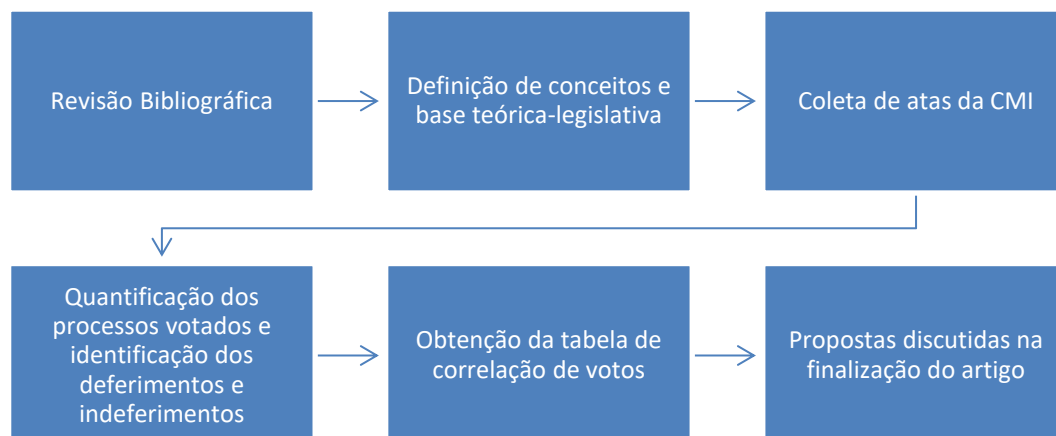 Revisão Bibliográfica
Definição de conceitos e
base teórica-legislativa
Coleta de atas da CMI
Quantificação dos
processos votados e
identificação dos
deferimentos e
indeferimentos
Obtenção da tabela de
correlação de votos
Propostas discutidas na
finalização do artigo